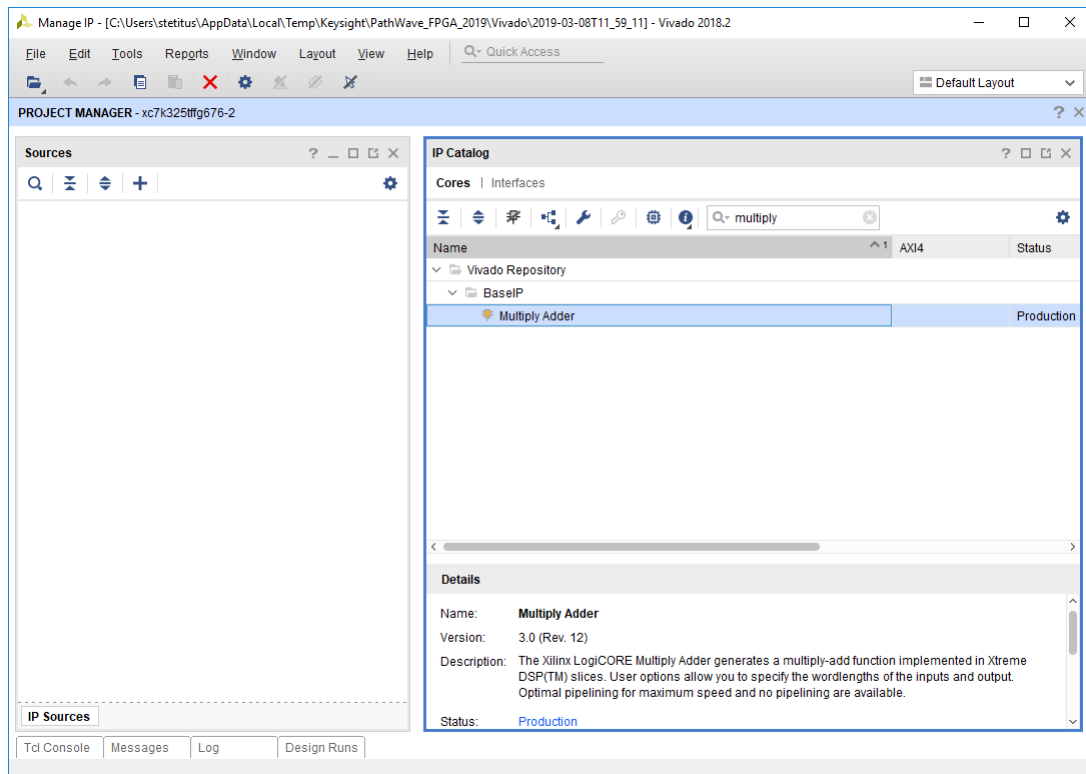 Manage IP - [C:\Users\stetitus\AppData\Local\Temp\Keysight\PathWave_FPGA_2019\Vivado\2019-03-08T11_59_11] - Vivado 2018.2
File Edit Tools Reports Window Layout View Help Quick Access
Default Layout
PROJECT MANAGER - xc7k325tffg676-2
Sources
IP Catalog
Cores | Interfaces
multiply
Name 1 AXI4 Status
Vivado Repository
BaseIP
Multiply Adder Production
Details
Name: Multiply Adder
Version: 3.0 (Rev. 12)
Description: The Xilinx LogiCORE Multiply Adder generates a multiply-add function implemented in Xtreme
DSP(TM) slices. User options allow you to specify the wordlengths of the inputs and output.
Optimal pipelining for maximum speed and no pipelining are available.
Status: Production
IP Sources
Tcl Console Messages Log Design Runs